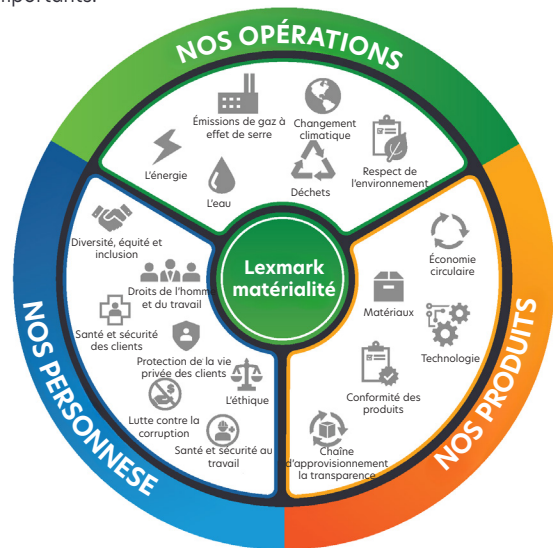 mportants.
NOS OPÉRATIONS
Émissions de gaz à
effet de serre
Changement
climatique
L'énergie
L'eau
Déchets
Respect de
l'environnement
Lexmark
matérialité
NOS PERSONNESE
Diversité, équité et
inclusion
Droits de l'homme
et du travail
Santé et sécurité
des clients
Protection de la vie
privée des clients
L'éthique
Lutte contre la
corruption
Santé et sécurité au
travail
NOS PRODUITS
Économie
circulaire
Matériaux
Technologie
Conformité des
produits
Chaîne
d'approvisionnement
la transparence